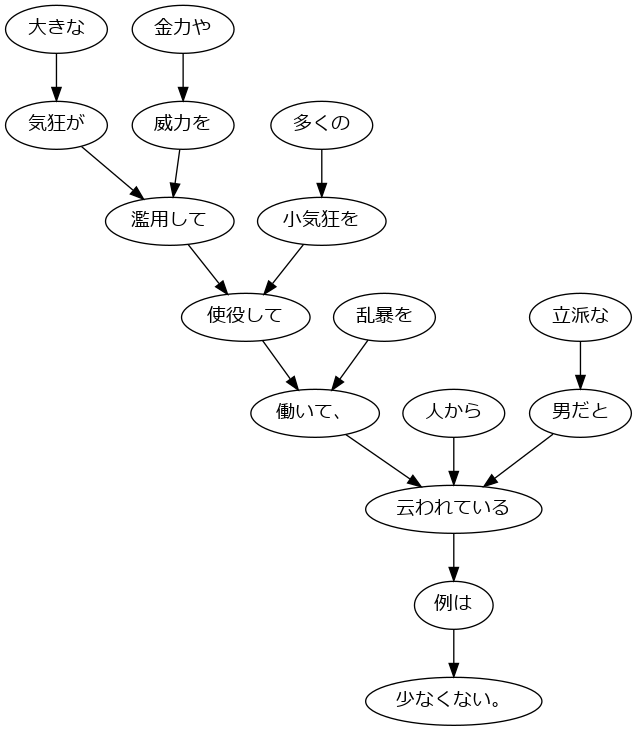 大きな
金力や
気狂が
威力を
多くの
濫用して
小気狂を
使役して
乱暴を
立派な
働いて、
人から
男だと
云われている
例は
少なくない。